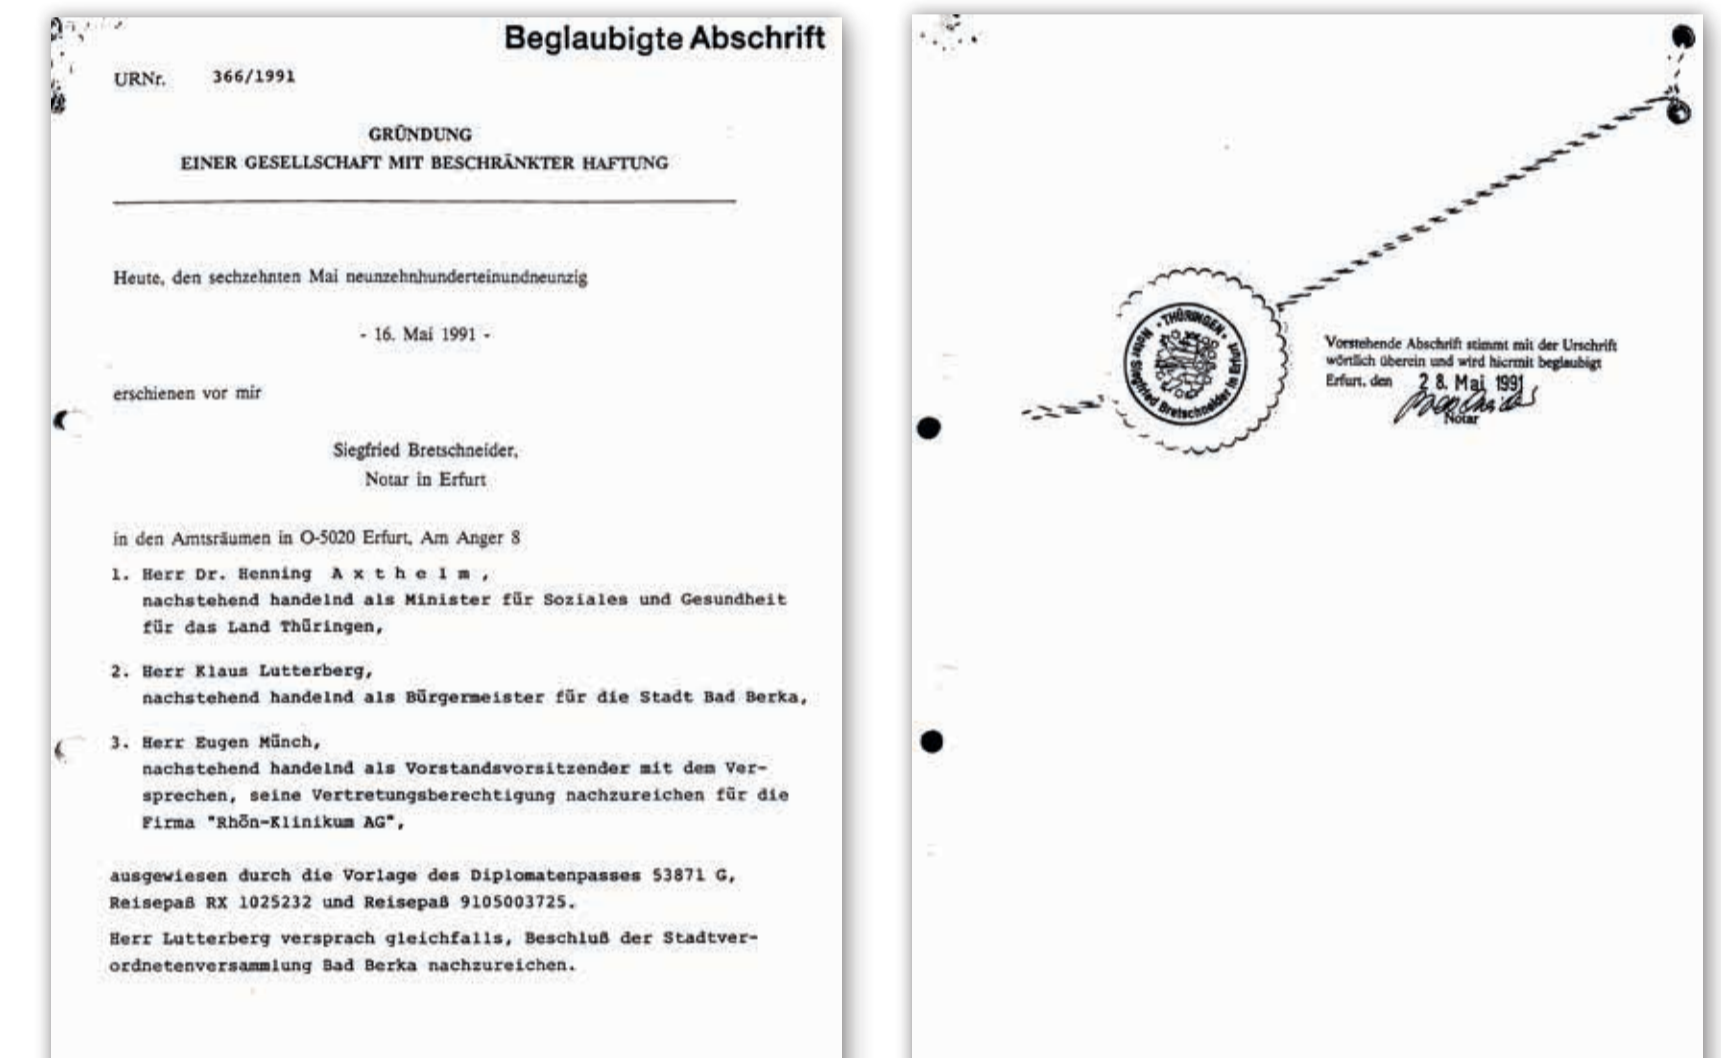 Beglaubigte Abschrift
URNr. 366/1991
GRÜNDUNG
EINER GESELLSCHAFT MIT BESCHRÄNKTER HAFTUNG
Heute, den sechzehnten Mai neunzehnhunderteinundneunzig
- 16. Mai 1991 -
erschienen vor mir
Siegfried Bretschneider,
Notar in Erfurt
in den Amtsräumen in O-5020 Erfurt, Am Anger 8
1. Herr Dr. Henning A x t h e l m ,
nachstehend handelnd als Minister für Soziales und Gesundheit
für das Land Thüringen,
2. Herr Klaus Lutterberg,
nachstehend handelnd als Bürgermeister für die Stadt Bad Berka,
3. Herr Eugen Münch,
nachstehend handelnd als Vorstandsvorsitzender mit dem Ver-
sprechen, seine Vertretungsberechtigung nachzureichen für die
Firma "Rhön-Klinikum AG",
ausgewiesen durch die Vorlage des Diplomatenpasses 53871 G,
Reisepaß RX 1025232 und Reisepaß 9105003725.
Herr Lutterberg versprach gleichfalls, Beschluß der Stadtver-
ordnetenversammlung Bad Berka nachzureichen.
• THÜRINGEN •
Notar Siegfried Bretschneider in Erfurt
Vorstehende Abschrift stimmt mit der Urschrift
wörtlich überein und wird hiermit beglaubigt
Erfurt, den 28. Mai 1991
Notar